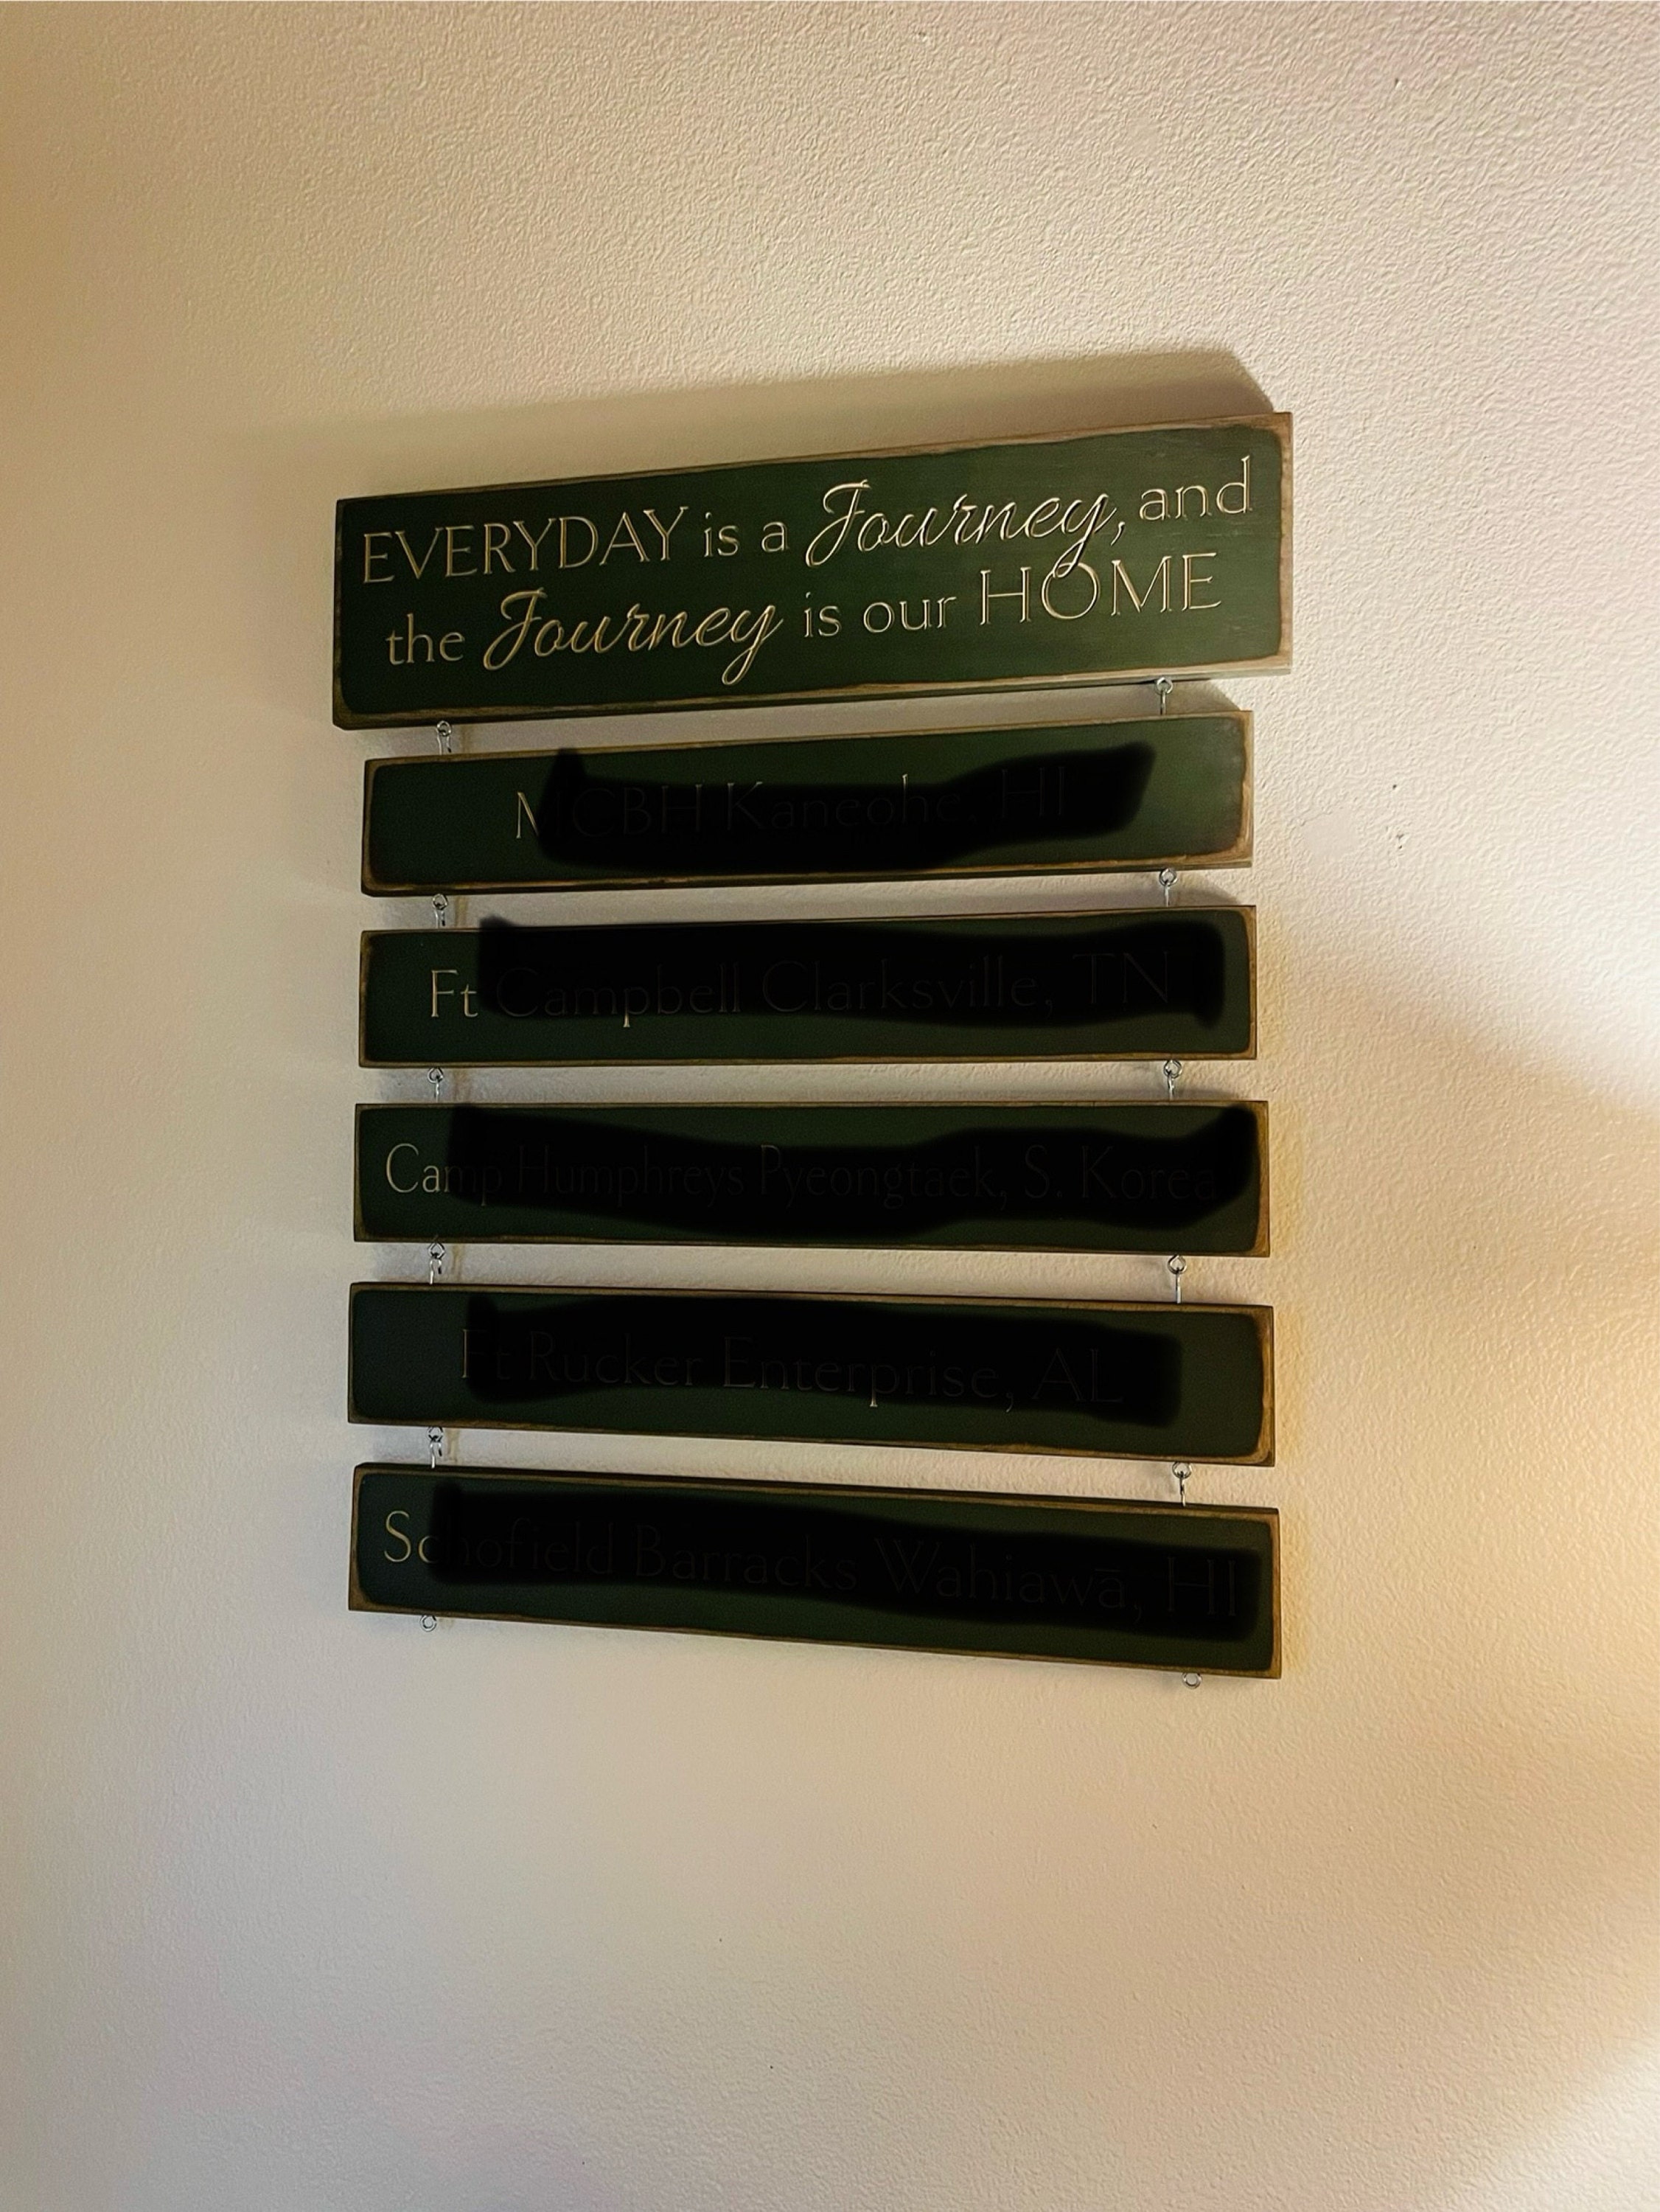 EVERYDAY is a Journey, and
the Journey is our HOME
MCBH Kaneohe, HI
Ft Campbell Clarksville, TN
Camp Humphreys Pyeongtaek, S. Korea
Ft Rucker Enterprise, AL
Schofield Barracks Wahiawā, HI